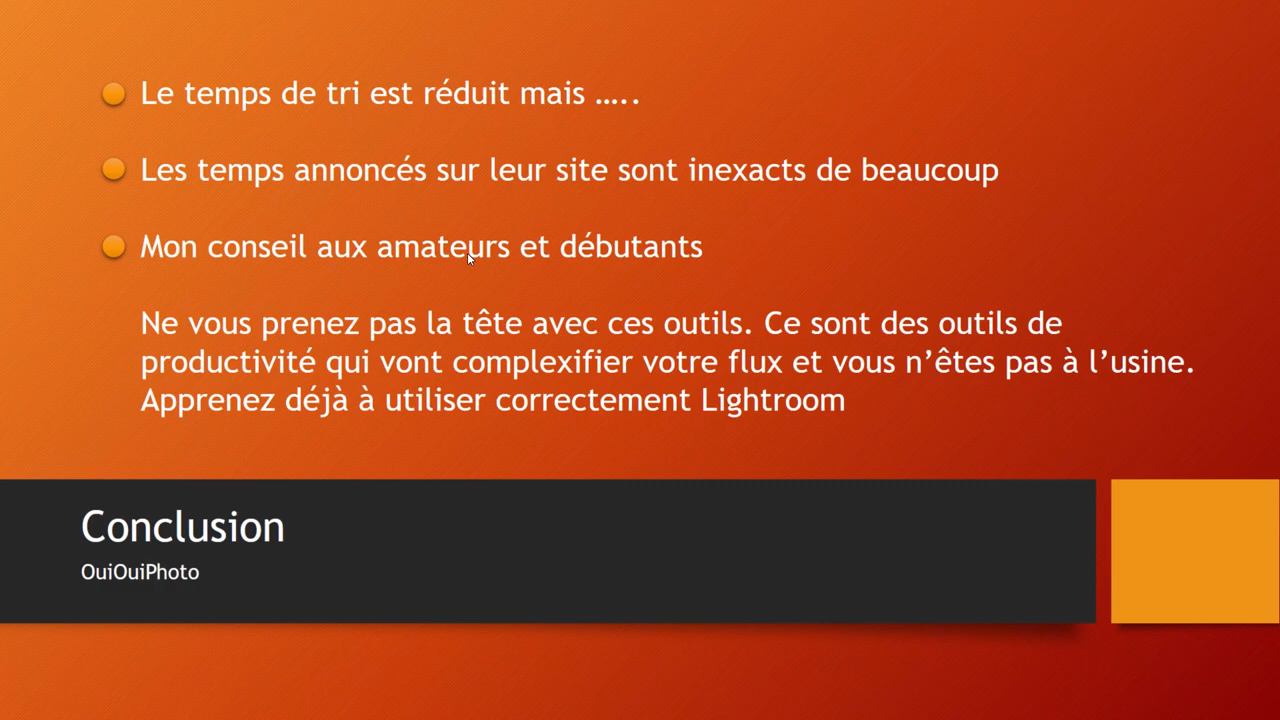 Le temps de tri est réduit mais …..
Les temps annoncés sur leur site sont inexacts de beaucoup
Mon conseil aux amateurs et débutants
Ne vous prenez pas la tête avec ces outils. Ce sont des outils de
productivité qui vont complexifier votre flux et vous n’êtes pas à l’usine.
Apprenez déjà à utiliser correctement Lightroom
Conclusion
OuiOuiPhoto